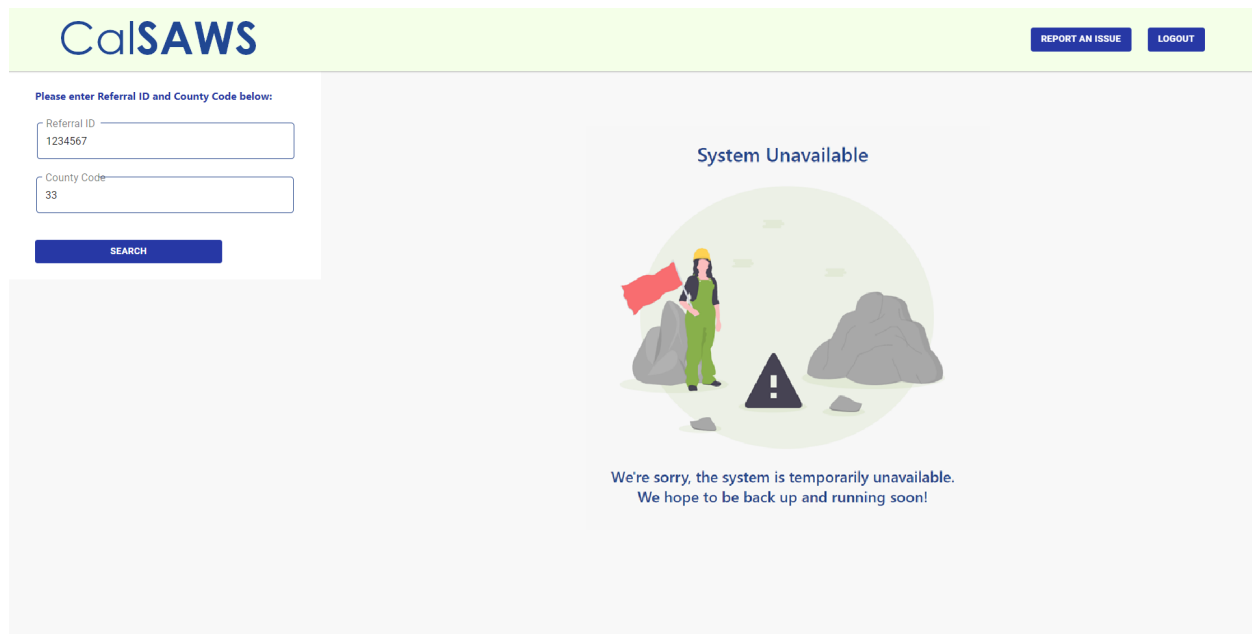 CalSAWS
REPORT AN ISSUE
LOGOUT
Please enter Referral ID and County Code below:
Referral ID
1234567
County Code
33
SEARCH
System Unavailable
We're sorry, the system is temporarily unavailable.
We hope to be back up and running soon!